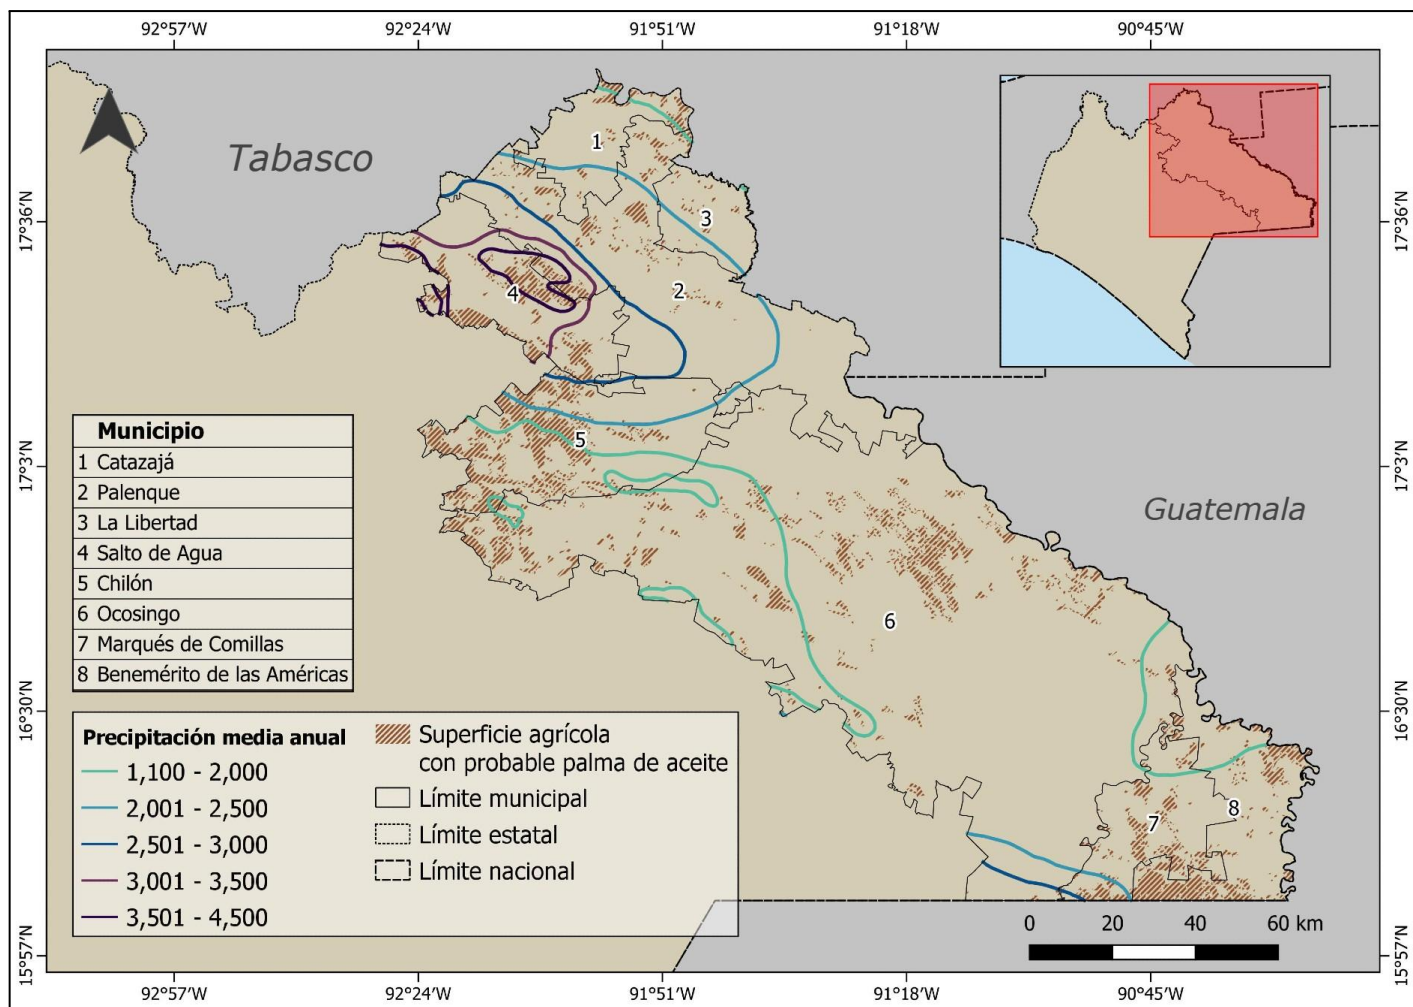 92°57'W 92°24'W 91°51'W 91°18'W 90°45'W
Tabasco
17°36'N
17°36'N
1
3
2
4
5
6
7
8
Municipio
1 Catazajá
2 Palenque
3 La Libertad
4 Salto de Agua
5 Chilón
6 Ocosingo
7 Marqués de Comillas
8 Benemérito de las Américas
17°3'N
17°3'N
Guatemala
16°30'N
16°30'N
Precipitación media anual
1,100 - 2,000
2,001 - 2,500
2,501 - 3,000
3,001 - 3,500
3,501 - 4,500
Superficie agrícola
con probable palma de aceite
Límite municipal
Límite estatal
Límite nacional
0 20 40 60 km
15°57'N
15°57'N
92°57'W 92°24'W 91°51'W 91°18'W 90°45'W